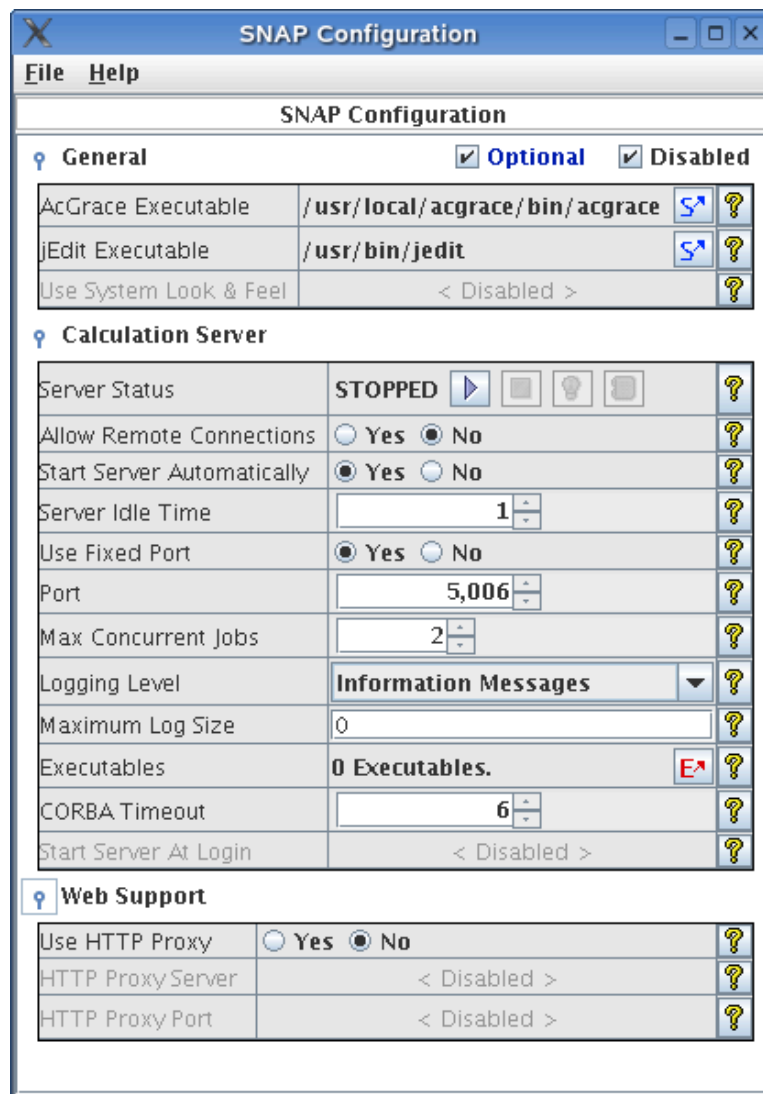 SNAP Configuration
File Help
SNAP Configuration
General Optional Disabled
AcGrace Executable /usr/local/acgrace/bin/acgrace S
jEdit Executable /usr/bin/jedit S
Use System Look & Feel < Disabled >
Calculation Server
Server Status STOPPED
Allow Remote Connections Yes No
Start Server Automatically Yes No
Server Idle Time 1
Use Fixed Port Yes No
Port 5,006
Max Concurrent Jobs 2
Logging Level Information Messages
Maximum Log Size 0
Executables 0 Executables. E
CORBA Timeout 6
Start Server At Login < Disabled >
Web Support
Use HTTP Proxy Yes No
HTTP Proxy Server < Disabled >
HTTP Proxy Port < Disabled >